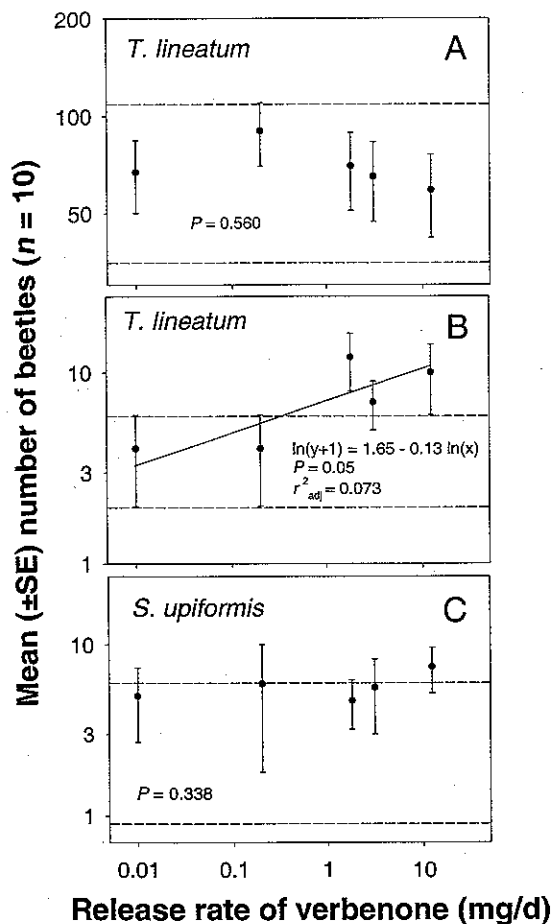 Mean (±SE) number of beetles (n = 10)
200
100
50
T. lineatum
A
P = 0.560
10
3
1
T. lineatum
B
ln(y+1) = 1.65 - 0.13 ln(x)
P = 0.05
r²adj = 0.073
10
3
1
S. upiformis
C
P = 0.338
0.01
0.1
1
10
Release rate of verbenone (mg/d)